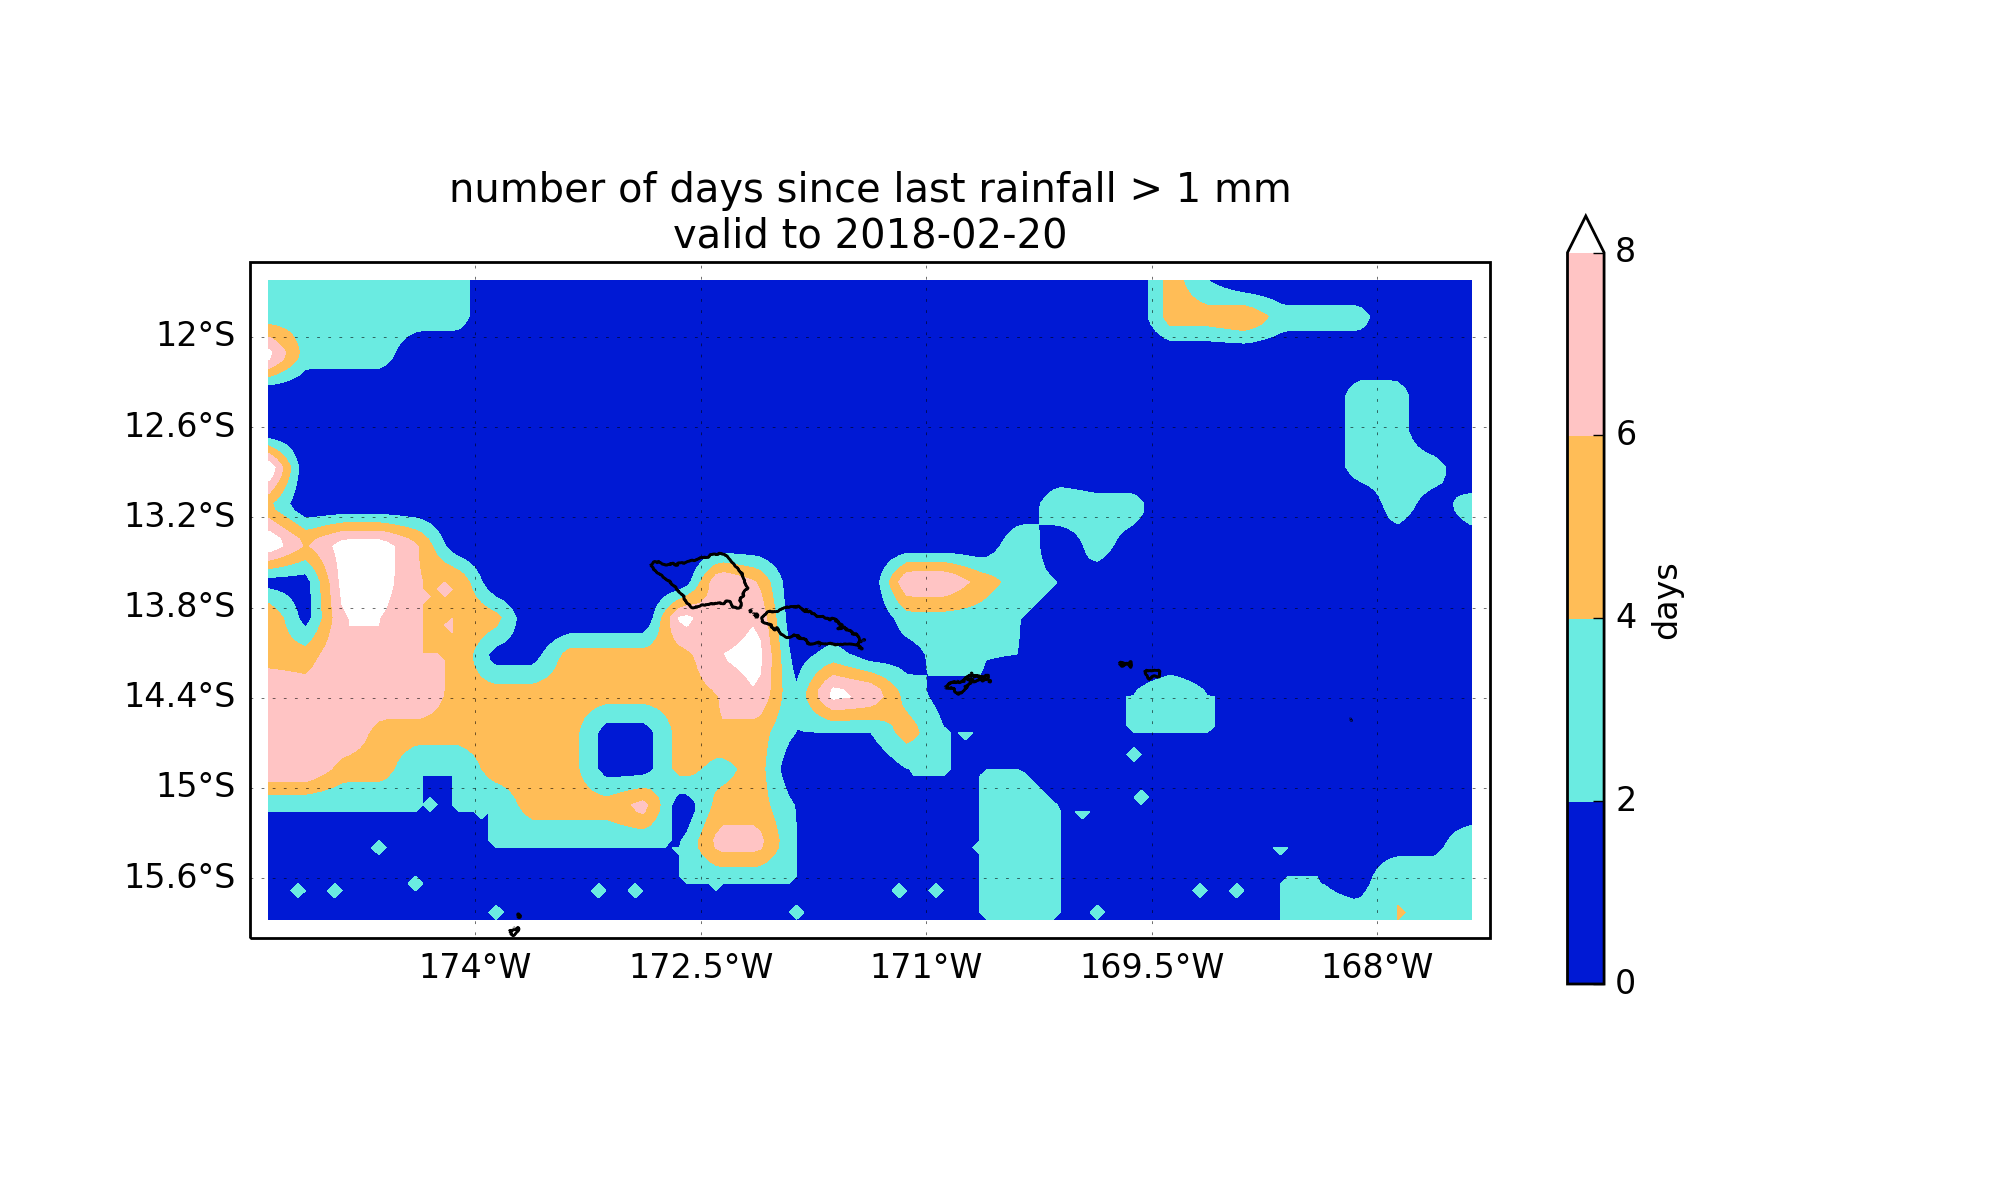 number of days since last rainfall > 1 mm
valid to 2018-02-20
12°S
12.6°S
13.2°S
13.8°S
14.4°S
15°S
15.6°S
174°W 172.5°W 171°W 169.5°W 168°W
8
6
4
2
0
days